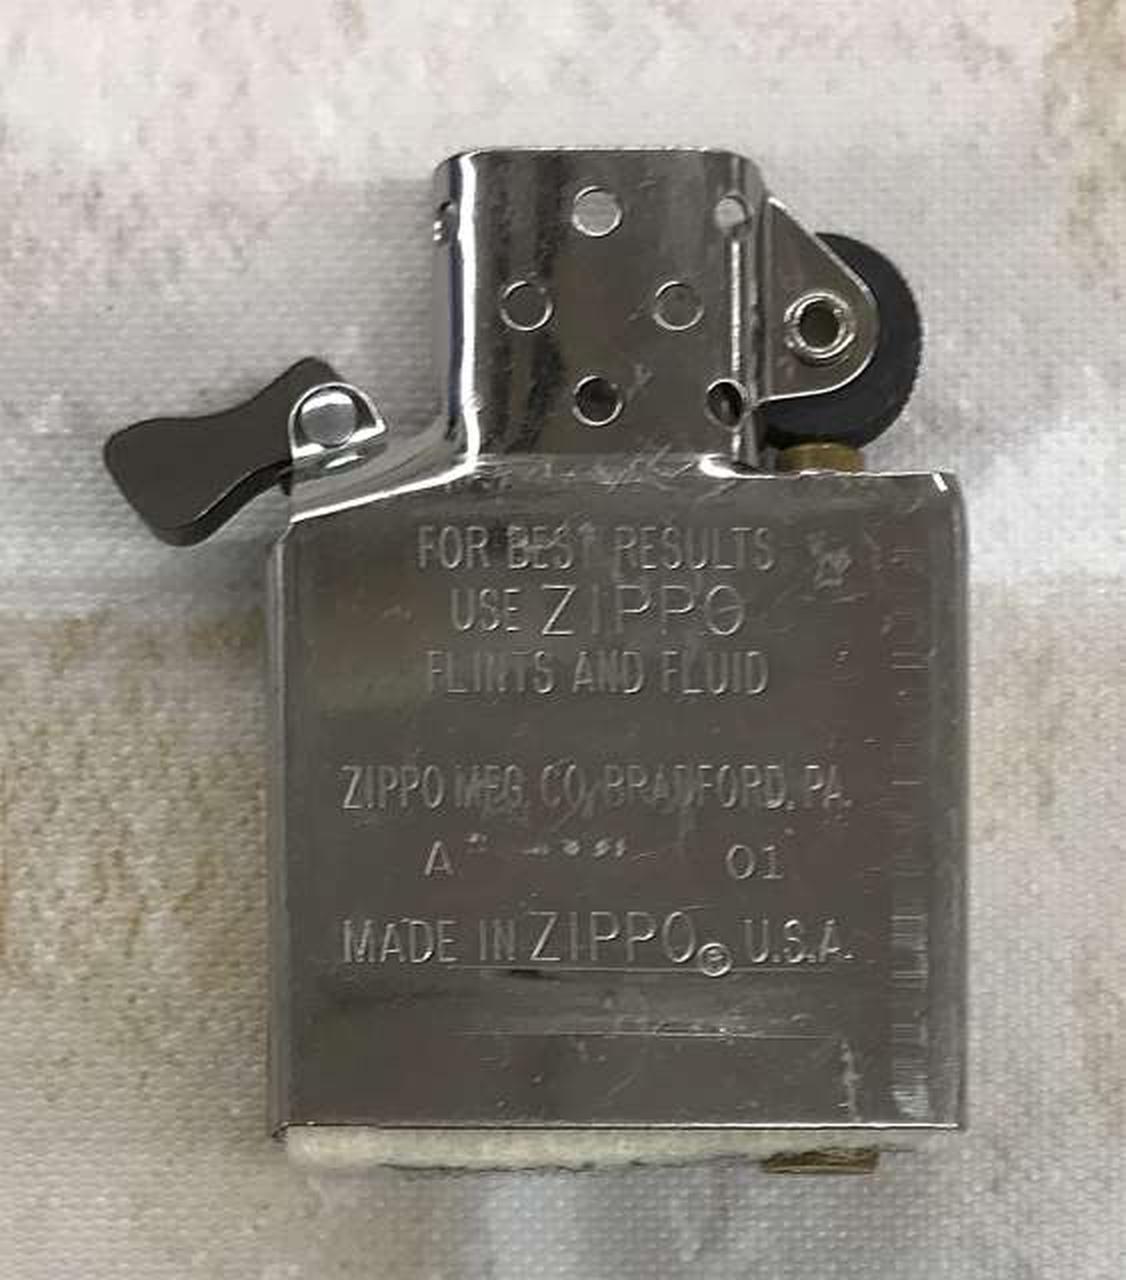 FOR BEST RESULTS
USE ZIPPO
FLINTS AND FLUID
ZIPPO MFG. CO. BRADFORD, PA.
A 01
MADE IN ZIPPO® U.S.A.